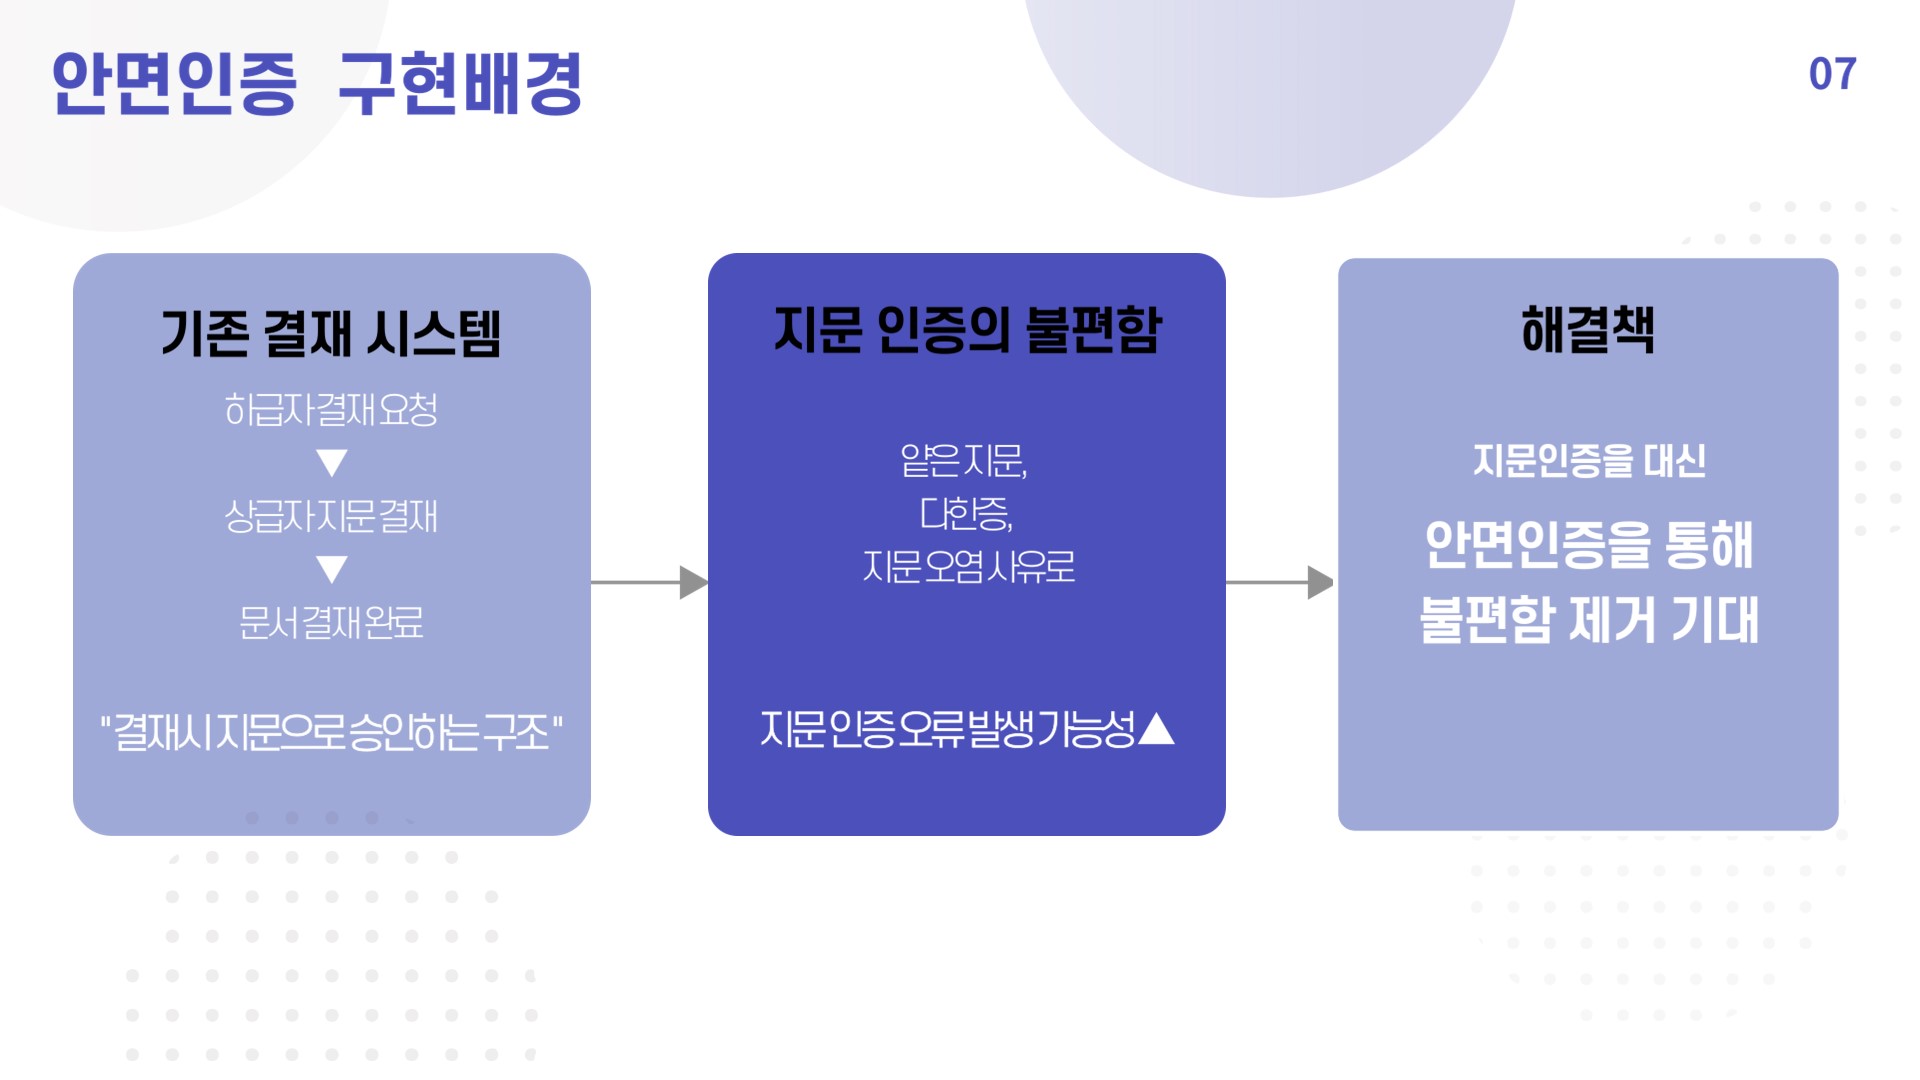 안면인증 구현배경
07
기존 결재 시스템
하급자 결재 요청
▼
상급자 지문 결재
▼
문서 결재 완료
"결재시 지문으로 승인하는 구조"
지문 인증의 불편함
얕은 지문,
다한증,
지문 오염 사유로
지문 인증 오류 발생 가능성▲
해결책
지문인증을 대신
안면인증을 통해
불편함 제거 기대